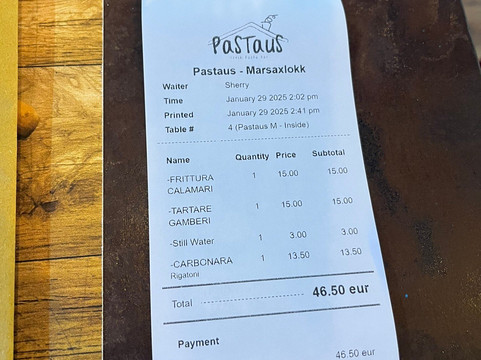 PasTaus
Pastaus - Marsaxlokk
Waiter Sherry
Time January 29 2025 2:02 pm
Printed January 29 2025 2:41 pm
Table # 4 (Pastaus M - Inside)
Name Quantity Price Subtotal
-FRITTURA CALAMARI 1 15.00 15.00
-TARTARE GAMBERI 1 15.00 15.00
-Still Water 1 3.00 3.00
-CARBONARA 1 13.50 13.50
Rigatoni
Total 46.50 eur
Payment
46.50 eur